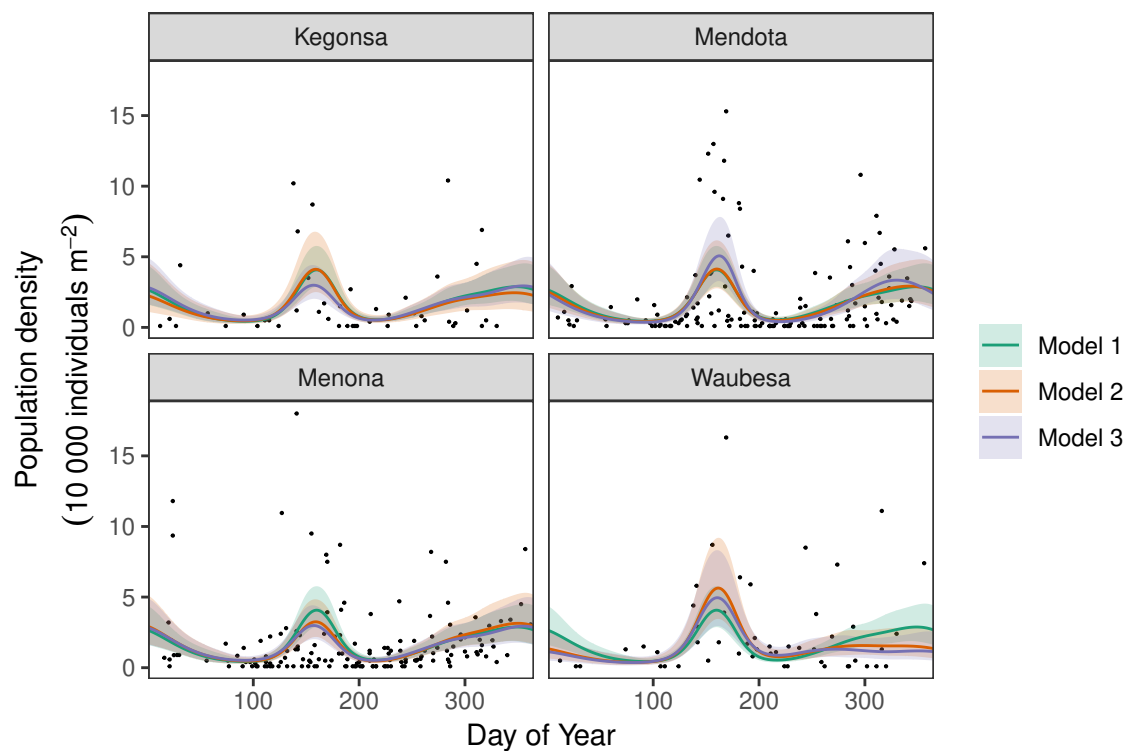 Kegonsa
Mendota
15
10
5
0
Menona
Waubesa
15
10
5
0
100
200
300
100
200
300
Day of Year
Population density
(10 000 individuals m−2)
Model 1
Model 2
Model 3